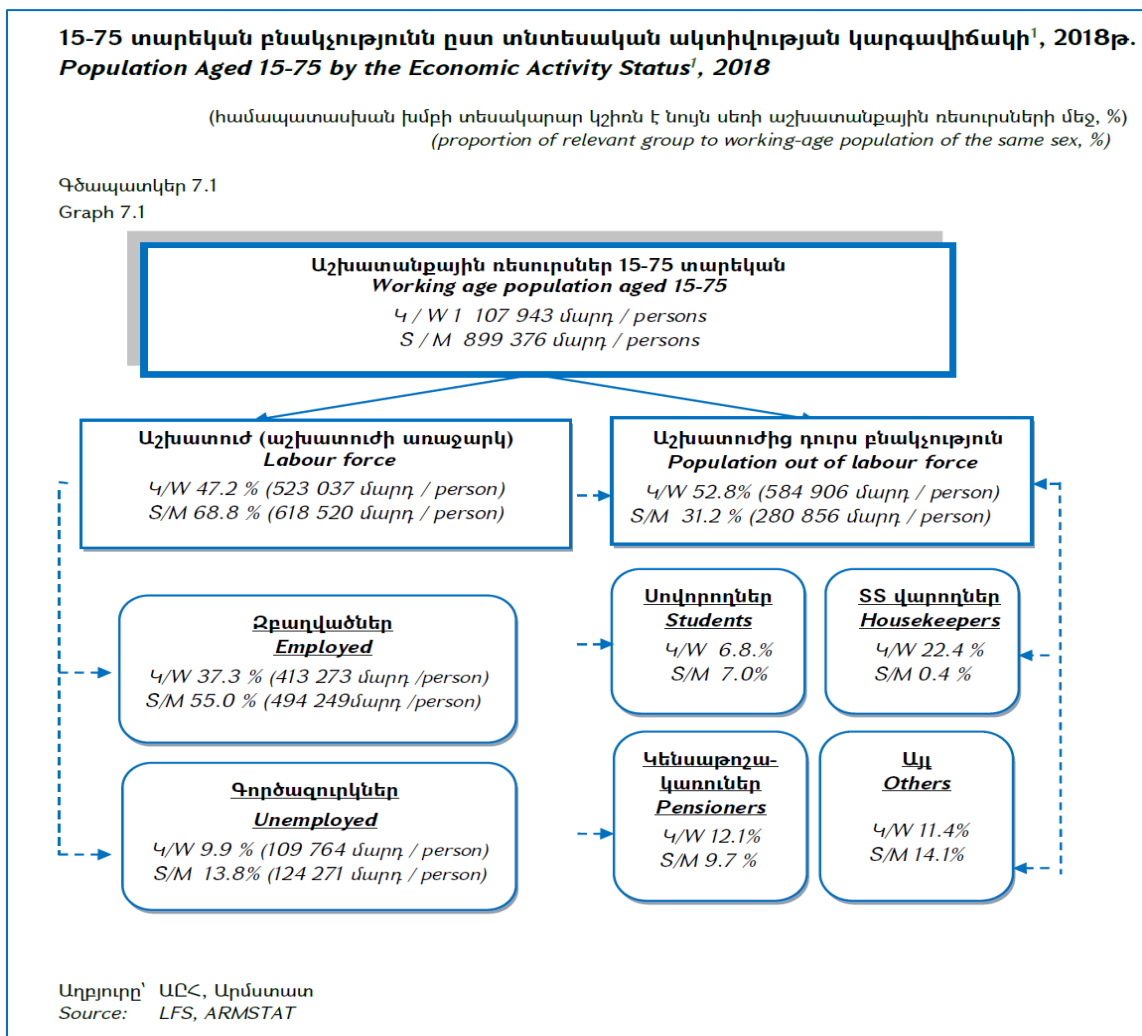 15-75 տարեկան բնակչությունն ըստ տնտեսական ակտիվության կարգավիճակի¹, 2018թ.
Population Aged 15-75 by the Economic Activity Status¹, 2018
(համապատասխան խմբի տեսակարար կշիռն է նույն սեռի աշխատանքային ռեսուրսների մեջ, %)
(proportion of relevant group to working-age population of the same sex, %)
Գծապատկեր 7.1
Graph 7.1
Աշխատանքային ռեսուրսներ 15-75 տարեկան
Working age population aged 15-75
Կ / W 1 107 943 մարդ / persons
Տ / M 899 376 մարդ / persons
Աշխատուժ (աշխատուժի առաջարկ)
Labour force
Կ/W 47.2 % (523 037 մարդ / person)
Տ/M 68.8 % (618 520 մարդ / person)
Աշխատուժից դուրս բնակչություն
Population out of labour force
Կ/W 52.8% (584 906 մարդ / person)
Տ/M 31.2 % (280 856 մարդ / person)
Զբաղվածներ
Employed
Կ/W 37.3 % (413 273 մարդ /person)
Տ/M 55.0 % (494 249մարդ /person)
Սովորողներ
Students
Կ/W 6.8.%
Տ/M 7.0%
ՏՏ վարողներ
Housekeepers
Կ/W 22.4 %
Տ/M 0.4 %
Գործազուրկներ
Unemployed
Կ/W 9.9 % (109 764 մարդ / person)
Տ/M 13.8% (124 271 մարդ / person)
Կենսաթոշա-
կառուներ
Pensioners
Կ/W 12.1%
Տ/M 9.7 %
Այլ
Others
Կ/W 11.4%
Տ/M 14.1%
Աղբյուրը՝ ԱԸՀ, Արմստատ
Source: LFS, ARMSTAT